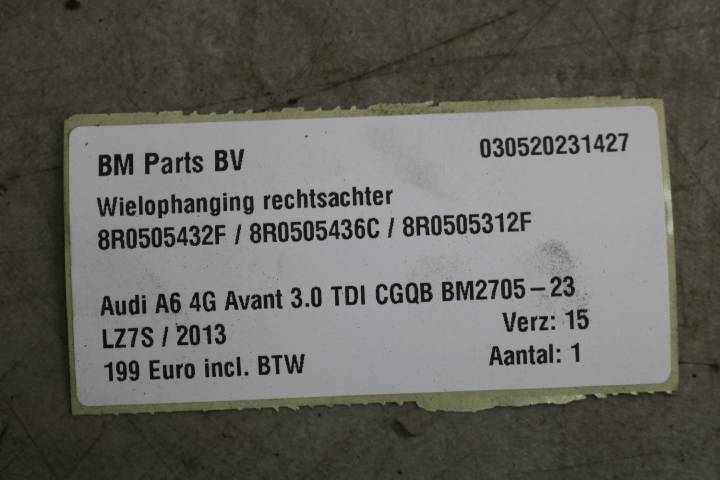 BM Parts BV 030520231427
Wielophanging rechtsachter
8R0505432F / 8R0505436C / 8R0505312F
Audi A6 4G Avant 3.0 TDI CGQB BM2705-23
LZ7S / 2013 Verz: 15
199 Euro incl. BTW Aantal: 1